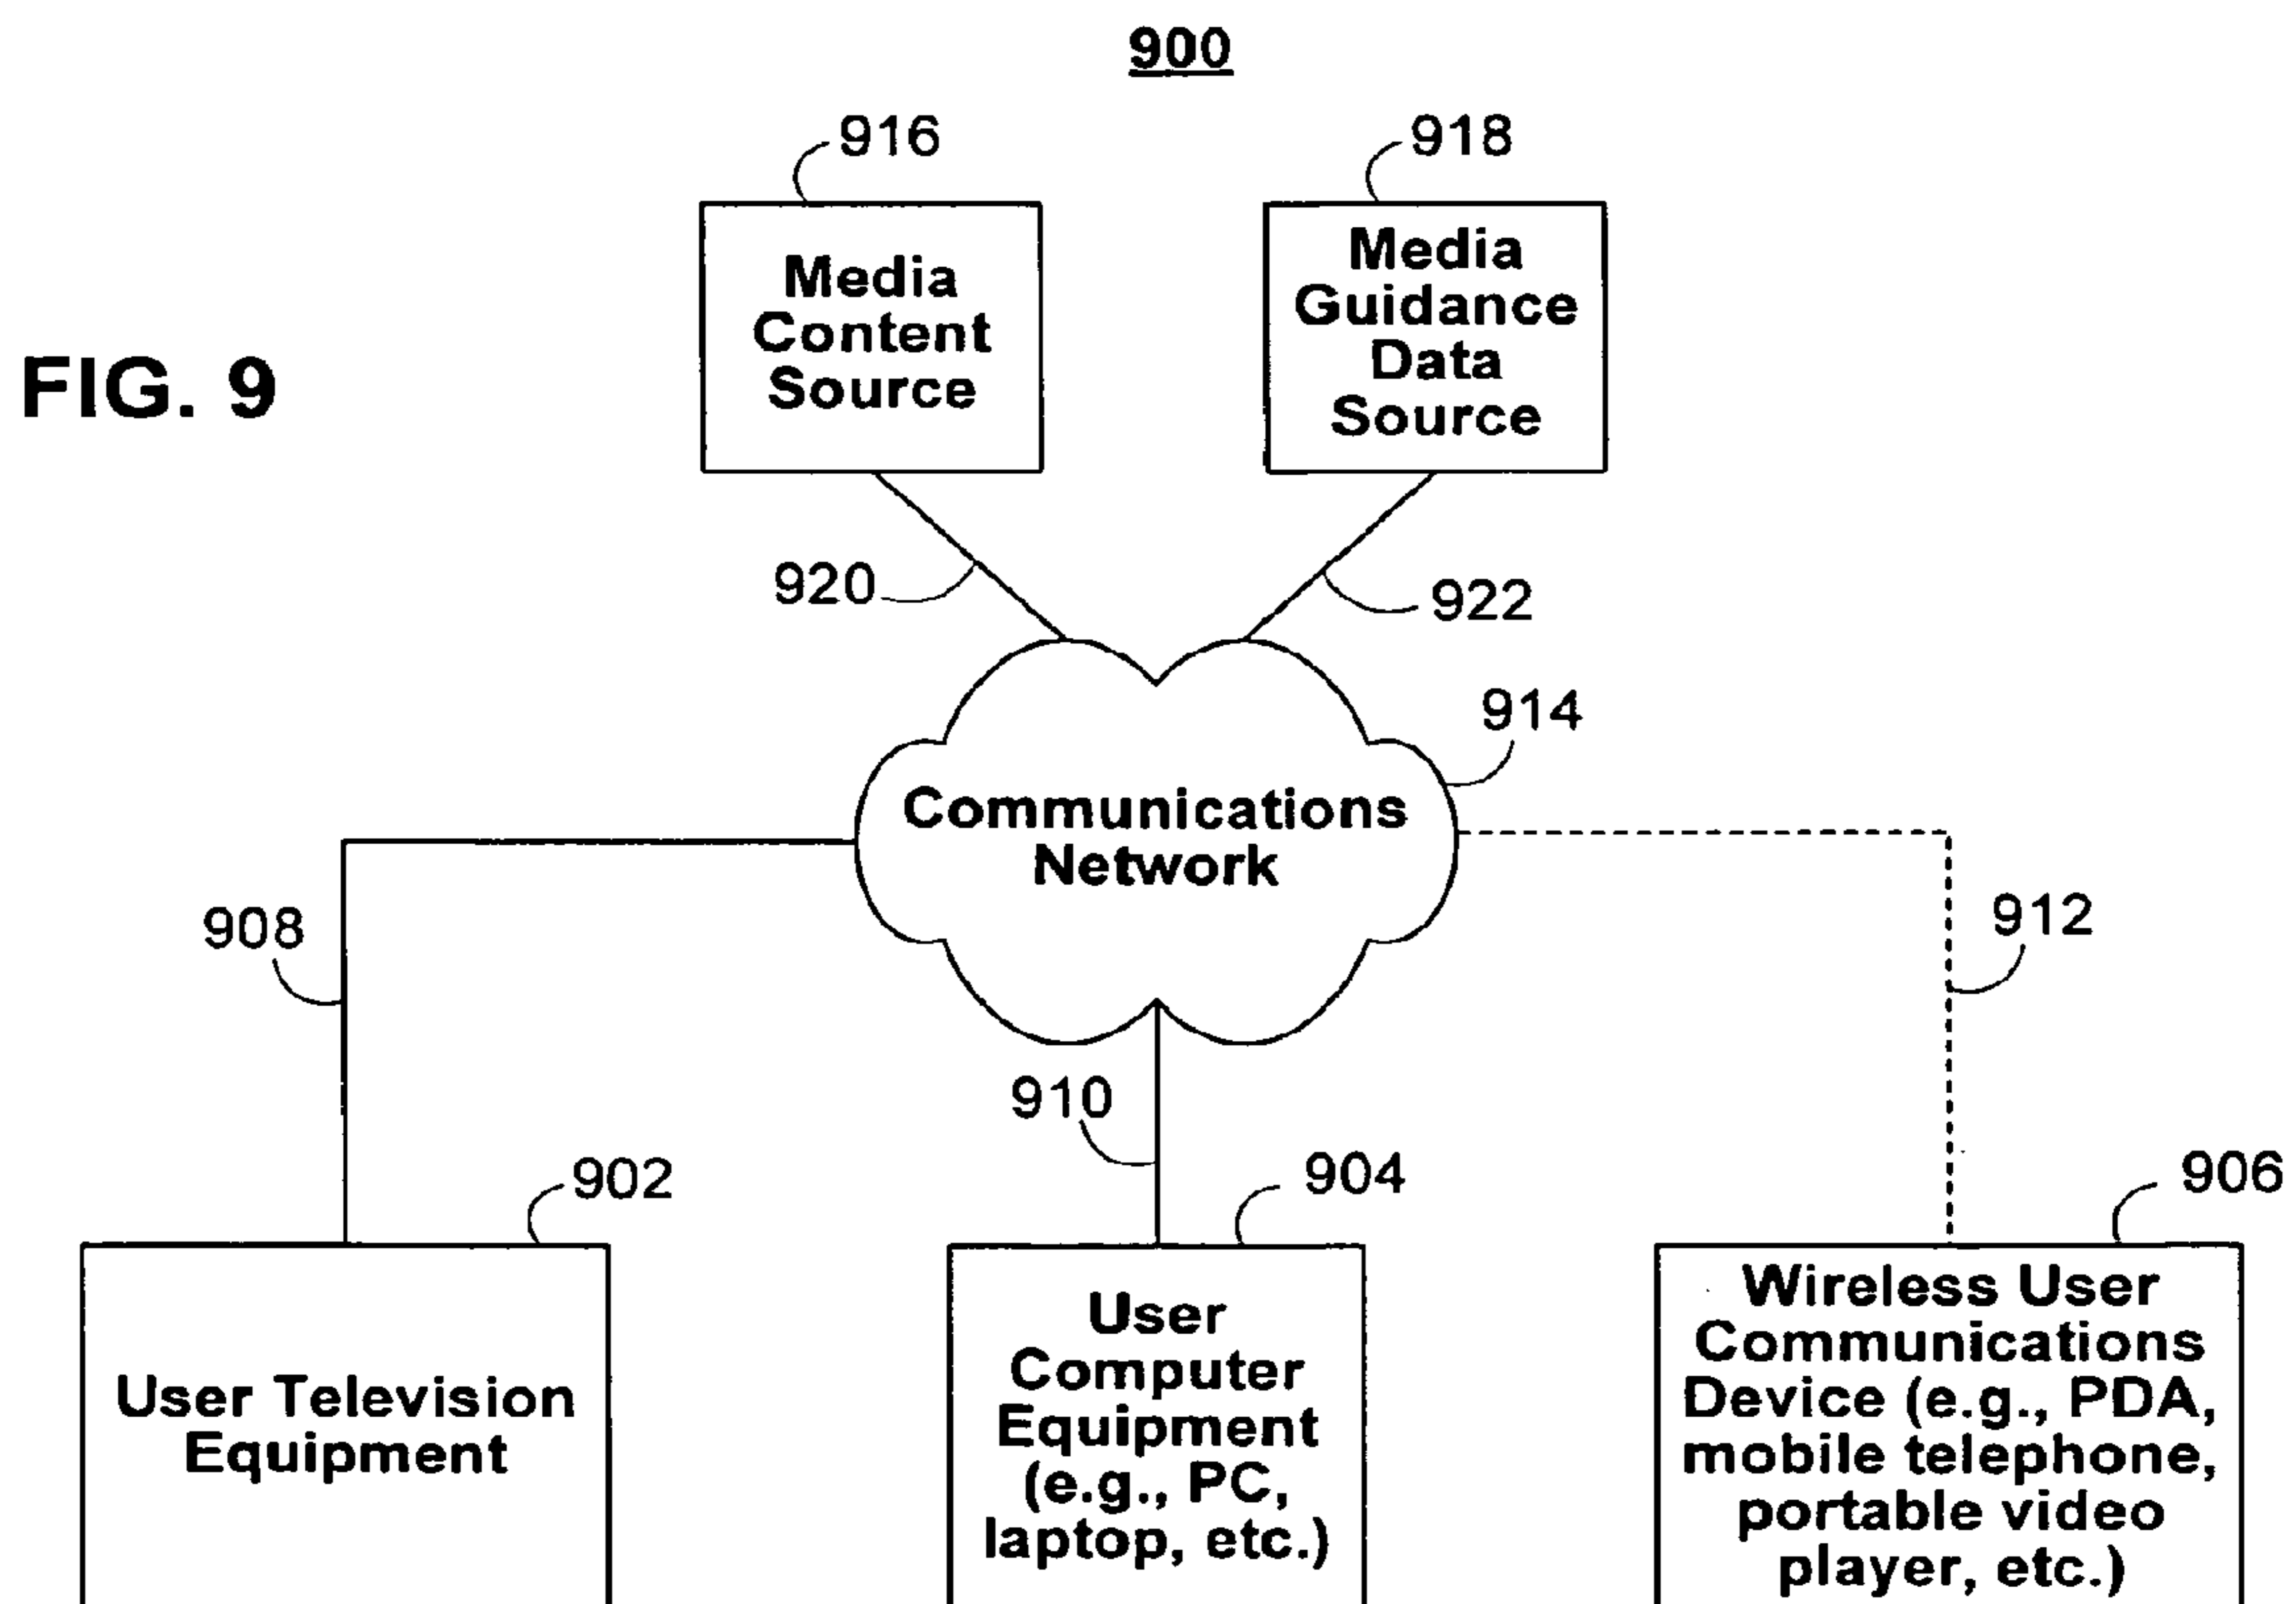 900
916
918
Media
Content
Source
Media
Guidance
Data
Source
FIG. 9
920
922
914
Communications
Network
908
912
910
902
904
906
User Television
Equipment
User
Computer
Equipment
(e.g., PC,
laptop, etc.)
Wireless User
Communications
Device (e.g., PDA,
mobile telephone,
portable video
player, etc.)